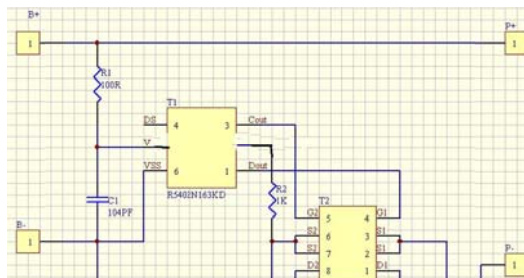 B+
P+
1
1
R1
100R
T1
DS
4
3
Cout
V
VSS
6
1
Dout
R5402N163KD
R2
1K
T2
C1
104PF
G2
5
4
G1
S2
6
3
S1
S2
7
2
S1
D2
8
1
D1
B-
1
P-
1